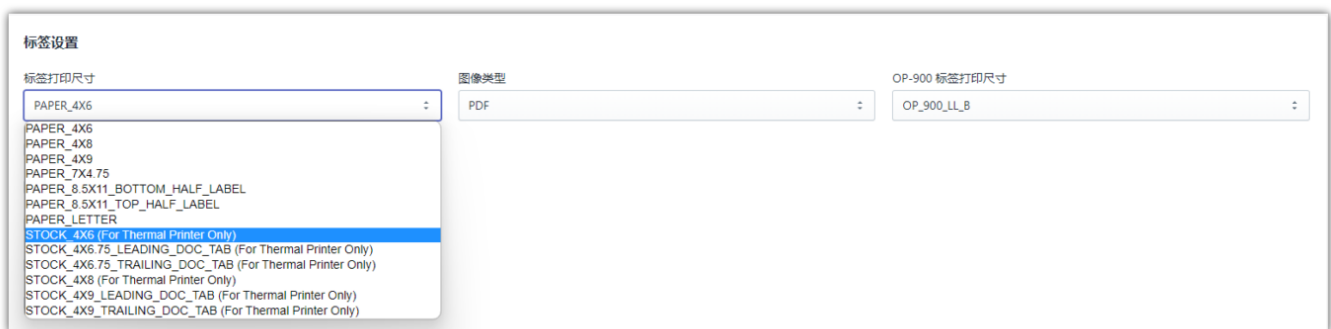 标签设置
标签打印尺寸
图像类型
OP-900 标签打印尺寸
PAPER_4X6
PDF
OP_900_LL_B
PAPER_4X6
PAPER_4X8
PAPER_4X9
PAPER_7X4.75
PAPER_8.5X11_BOTTOM_HALF_LABEL
PAPER_8.5X11_TOP_HALF_LABEL
PAPER_LETTER
STOCK_4X6 (For Thermal Printer Only)
STOCK_4X6.75_LEADING_DOC_TAB (For Thermal Printer Only)
STOCK_4X6.75_TRAILING_DOC_TAB (For Thermal Printer Only)
STOCK_4X8 (For Thermal Printer Only)
STOCK_4X9_LEADING_DOC_TAB (For Thermal Printer Only)
STOCK_4X9_TRAILING_DOC_TAB (For Thermal Printer Only)